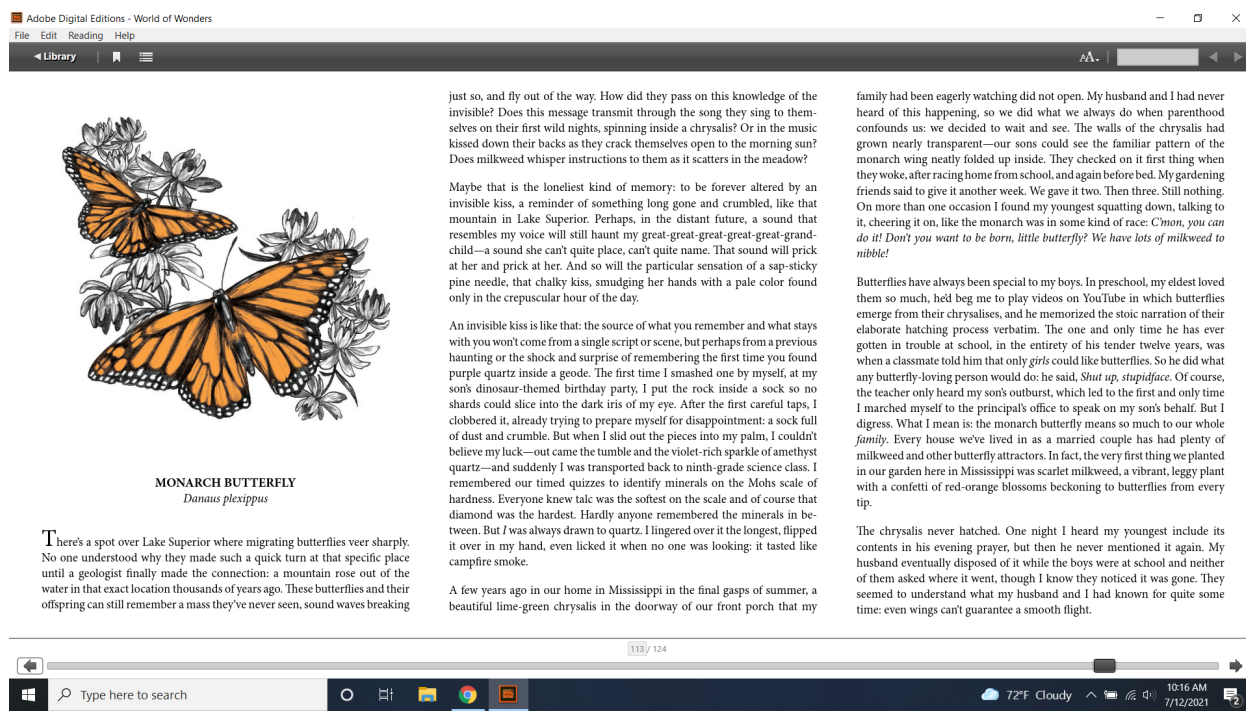 Adobe Digital Editions - World of Wonders
File Edit Reading Help
Library
AA
MONARCH BUTTERFLY
Danaus plexippus
There's a spot over Lake Superior where migrating butterflies veer sharply.
No one understood why they made such a quick turn at that specific place
until a geologist finally made the connection: a mountain rose out of the
water in that exact location thousands of years ago. These butterflies and their
offspring can still remember a mass they've never seen, sound waves breaking
just so, and fly out of the way. How did they pass on this knowledge of the
invisible? Does this message transmit through the song they sing to them-
selves on their first wild nights, spinning inside a chrysalis? Or in the music
kissed down their backs as they crack themselves open to the morning sun?
Does milkweed whisper instructions to them as it scatters in the meadow?
Maybe that is the loneliest kind of memory: to be forever altered by an
invisible kiss, a reminder of something long gone and crumbled, like that
mountain in Lake Superior. Perhaps, in the distant future, a sound that
resembles my voice will still haunt my great-great-great-great-great-grand-
child—a sound she can't quite place, can't quite name. That sound will prick
at her and prick at her. And so will the particular sensation of a sap-sticky
pine needle, that chalky kiss, smudging her hands with a pale color found
only in the crepuscular hour of the day.
An invisible kiss is like that: the source of what you remember and what stays
with you won't come from a single script or scene, but perhaps from a previous
haunting or the shock and surprise of remembering the first time you found
purple quartz inside a geode. The first time I smashed one by myself, at my
son's dinosaur-themed birthday party, I put the rock inside a sock so no
shards could slice into the dark iris of my eye. After the first careful taps, I
clobbered it, already trying to prepare myself for disappointment: a sock full
of dust and crumble. But when I slid out the pieces into my palm, I couldn't
believe my luck—out came the tumble and the violet-rich sparkle of amethyst
quartz—and suddenly I was transported back to ninth-grade science class. I
remembered our timed quizzes to identify minerals on the Mohs scale of
hardness. Everyone knew talc was the softest on the scale and of course that
diamond was the hardest. Hardly anyone remembered the minerals in be-
tween. But I was always drawn to quartz. I lingered over it the longest, flipped
it over in my hand, even licked it when no one was looking: it tasted like
campfire smoke.
A few years ago in our home in Mississippi in the final gasps of summer, a
beautiful lime-green chrysalis in the doorway of our front porch that my
family had been eagerly watching did not open. My husband and I had never
heard of this happening, so we did what we always do when parenthood
confounds us: we decided to wait and see. The walls of the chrysalis had
grown nearly transparent—our sons could see the familiar pattern of the
monarch wing neatly folded up inside. They checked on it first thing when
they woke, after racing home from school, and again before bed. My gardening
friends said to give it another week. We gave it two. Then three. Still nothing.
On more than one occasion I found my youngest squatting down, talking to
it, cheering it on, like the monarch was in some kind of race: C'mon, you can
do it! Don't you want to be born, little butterfly? We have lots of milkweed to
nibble!
Butterflies have always been special to my boys. In preschool, my eldest loved
them so much, he'd beg me to play videos on YouTube in which butterflies
emerge from their chrysalises, and he memorized the stoic narration of their
elaborate hatching process verbatim. The one and only time he has ever
gotten in trouble at school, in the entirety of his tender twelve years, was
when a classmate told him that only girls could like butterflies. So he did what
any butterfly-loving person would do: he said, Shut up, stupidface. Of course,
the teacher only heard my son's outburst, which led to the first and only time
I marched myself to the principal's office to speak on my son's behalf. But I
digress. What I mean is: the monarch butterfly means so much to our whole
family. Every house we've lived in as a married couple has had plenty of
milkweed and other butterfly attractors. In fact, the very first thing we planted
in our garden here in Mississippi was scarlet milkweed, a vibrant, leggy plant
with a confetti of red-orange blossoms beckoning to butterflies from every
tip.
The chrysalis never hatched. One night I heard my youngest include its
contents in his evening prayer, but then he never mentioned it again. My
husband eventually disposed of it while the boys were at school and neither
of them asked where it went, though I know they noticed it was gone. They
seemed to understand what my husband and I had known for quite some
time: even wings can't guarantee a smooth flight.
113 / 124
Type here to search
72°F Cloudy
10:16 AM
7/12/2021
2